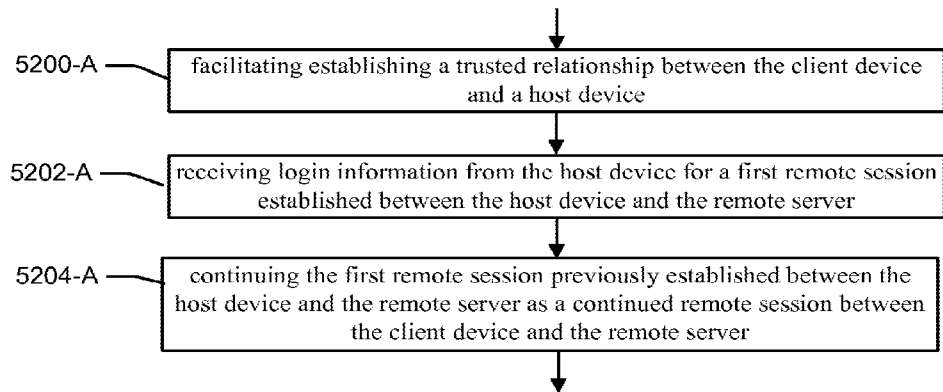 5200-A
facilitating establishing a trusted relationship between the client device
and a host device
5202-A
receiving login information from the host device for a first remote session
established between the host device and the remote server
5204-A
continuing the first remote session previously established between the
host device and the remote server as a continued remote session between
the client device and the remote server